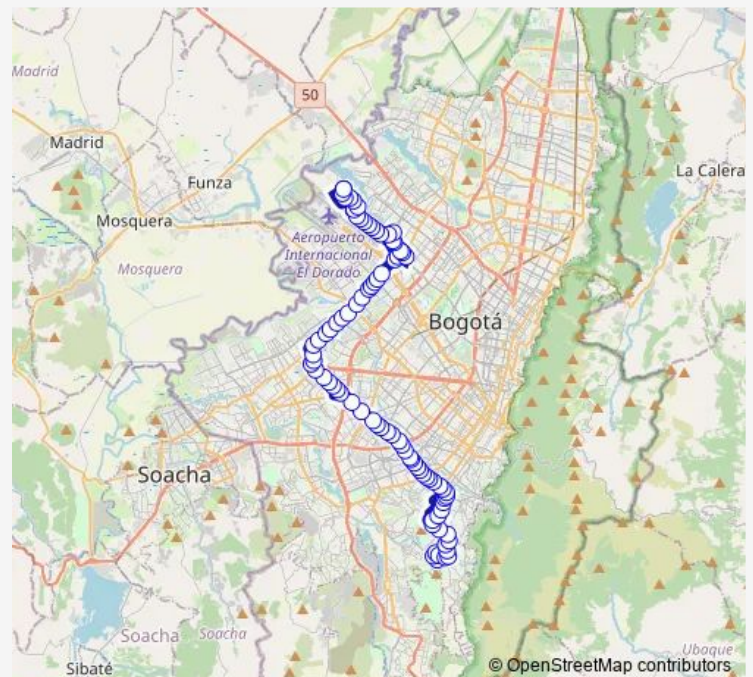 Madrid
50
Madrid
Funza
La Calera
Mosquera
Aeropuerto
Internacional
El Dorado
Mosquera
Bogotá
Soacha
Soacha
Soacha
Ubaque
Sibaté
© OpenStreetMap contributors